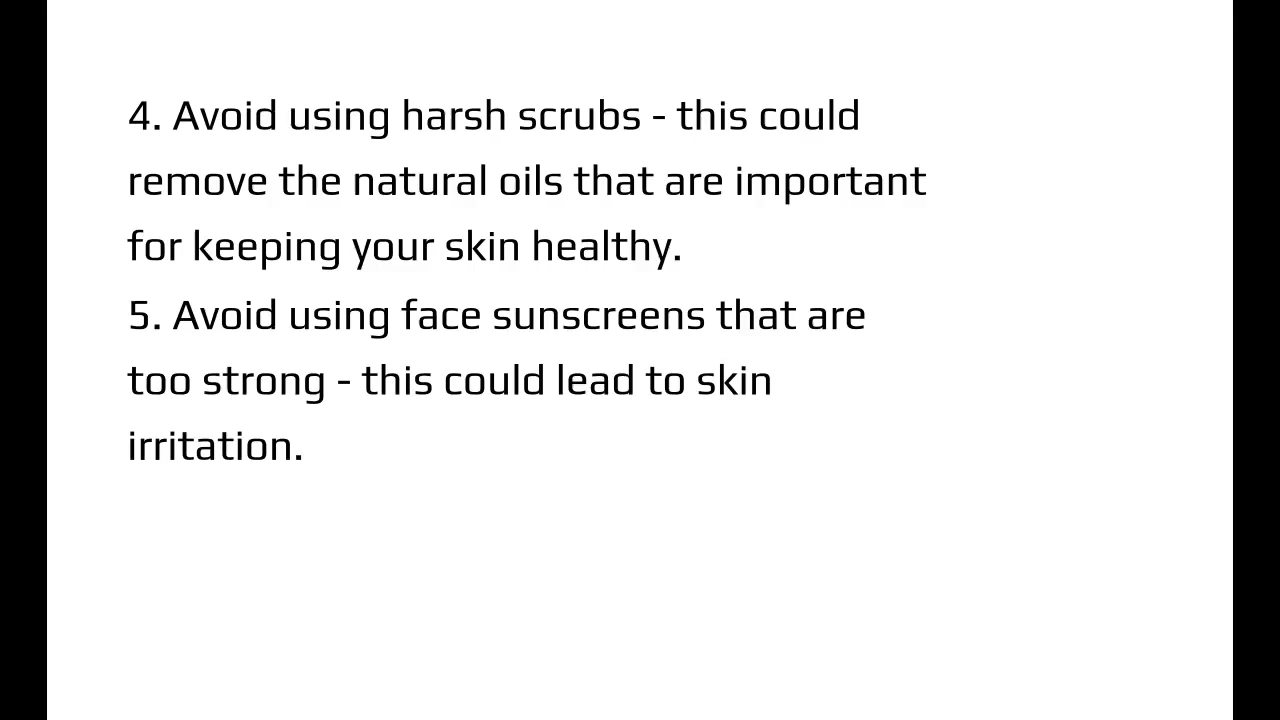 4. Avoid using harsh scrubs - this could
remove the natural oils that are important
for keeping your skin healthy.
5. Avoid using face sunscreens that are
too strong - this could lead to skin
irritation.